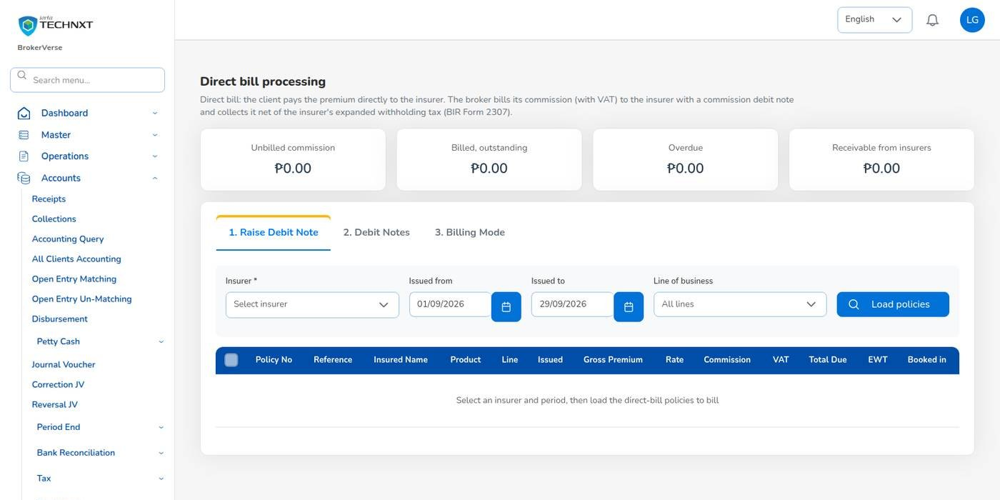 iorta
TECHNXT
BrokerVerse
Search menu...
Dashboard
Master
Operations
Accounts
Receipts
Collections
Accounting Query
All Clients Accounting
Open Entry Matching
Open Entry Un-Matching
Disbursement
Petty Cash
Journal Voucher
Correction JV
Reversal JV
Period End
Bank Reconciliation
Tax
English
LG
Direct bill processing
Direct bill: the client pays the premium directly to the insurer. The broker bills its commission (with VAT) to the insurer with a commission debit note
and collects it net of the insurer's expanded withholding tax (BIR Form 2307).
Unbilled commission
₱0.00
Billed, outstanding
₱0.00
Overdue
₱0.00
Receivable from insurers
₱0.00
1. Raise Debit Note 2. Debit Notes 3. Billing Mode
Insurer * Issued from Issued to Line of business
Select insurer 01/09/2026 29/09/2026 All lines Load policies
Policy No Reference Insured Name Product Line Issued Gross Premium Rate Commission VAT Total Due EWT Booked in
Select an insurer and period, then load the direct-bill policies to bill